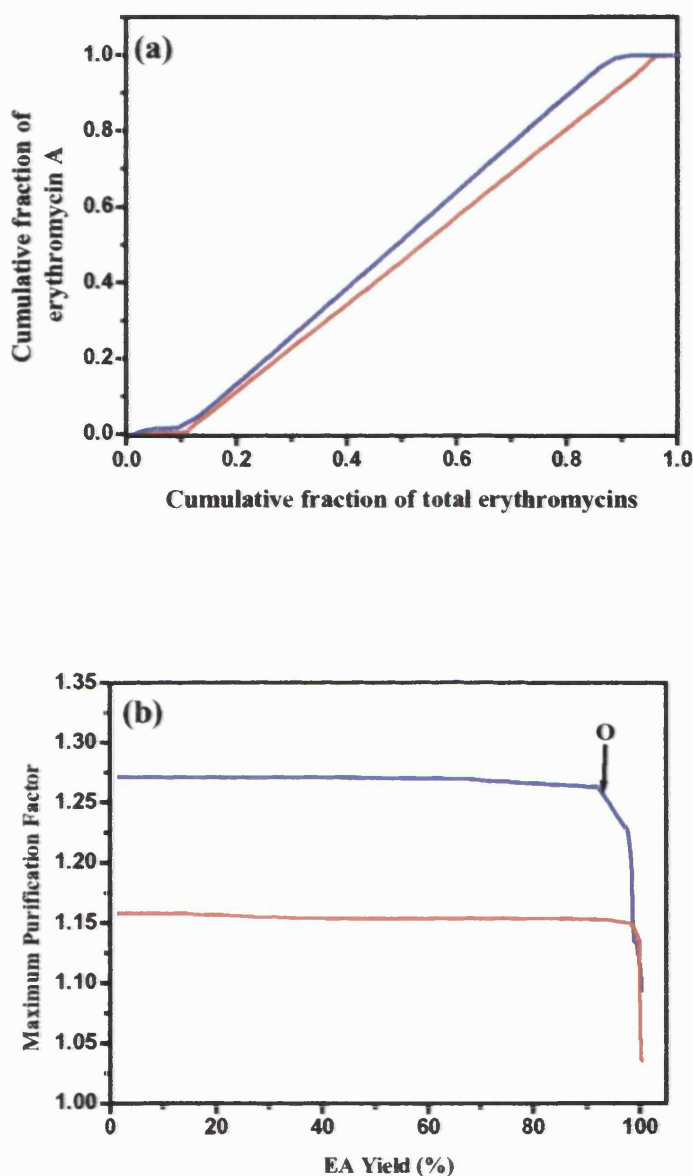 (a)
Cumulative fraction of
erythromycin A
1.0
0.8
0.6
0.4
0.2
0.0
0.0 0.2 0.4 0.6 0.8 1.0
Cumulative fraction of total erythromycins
(b)
O
Maximum Purification Factor
1.35
1.30
1.25
1.20
1.15
1.10
1.05
1.00
0 20 40 60 80 100
EA Yield (%)